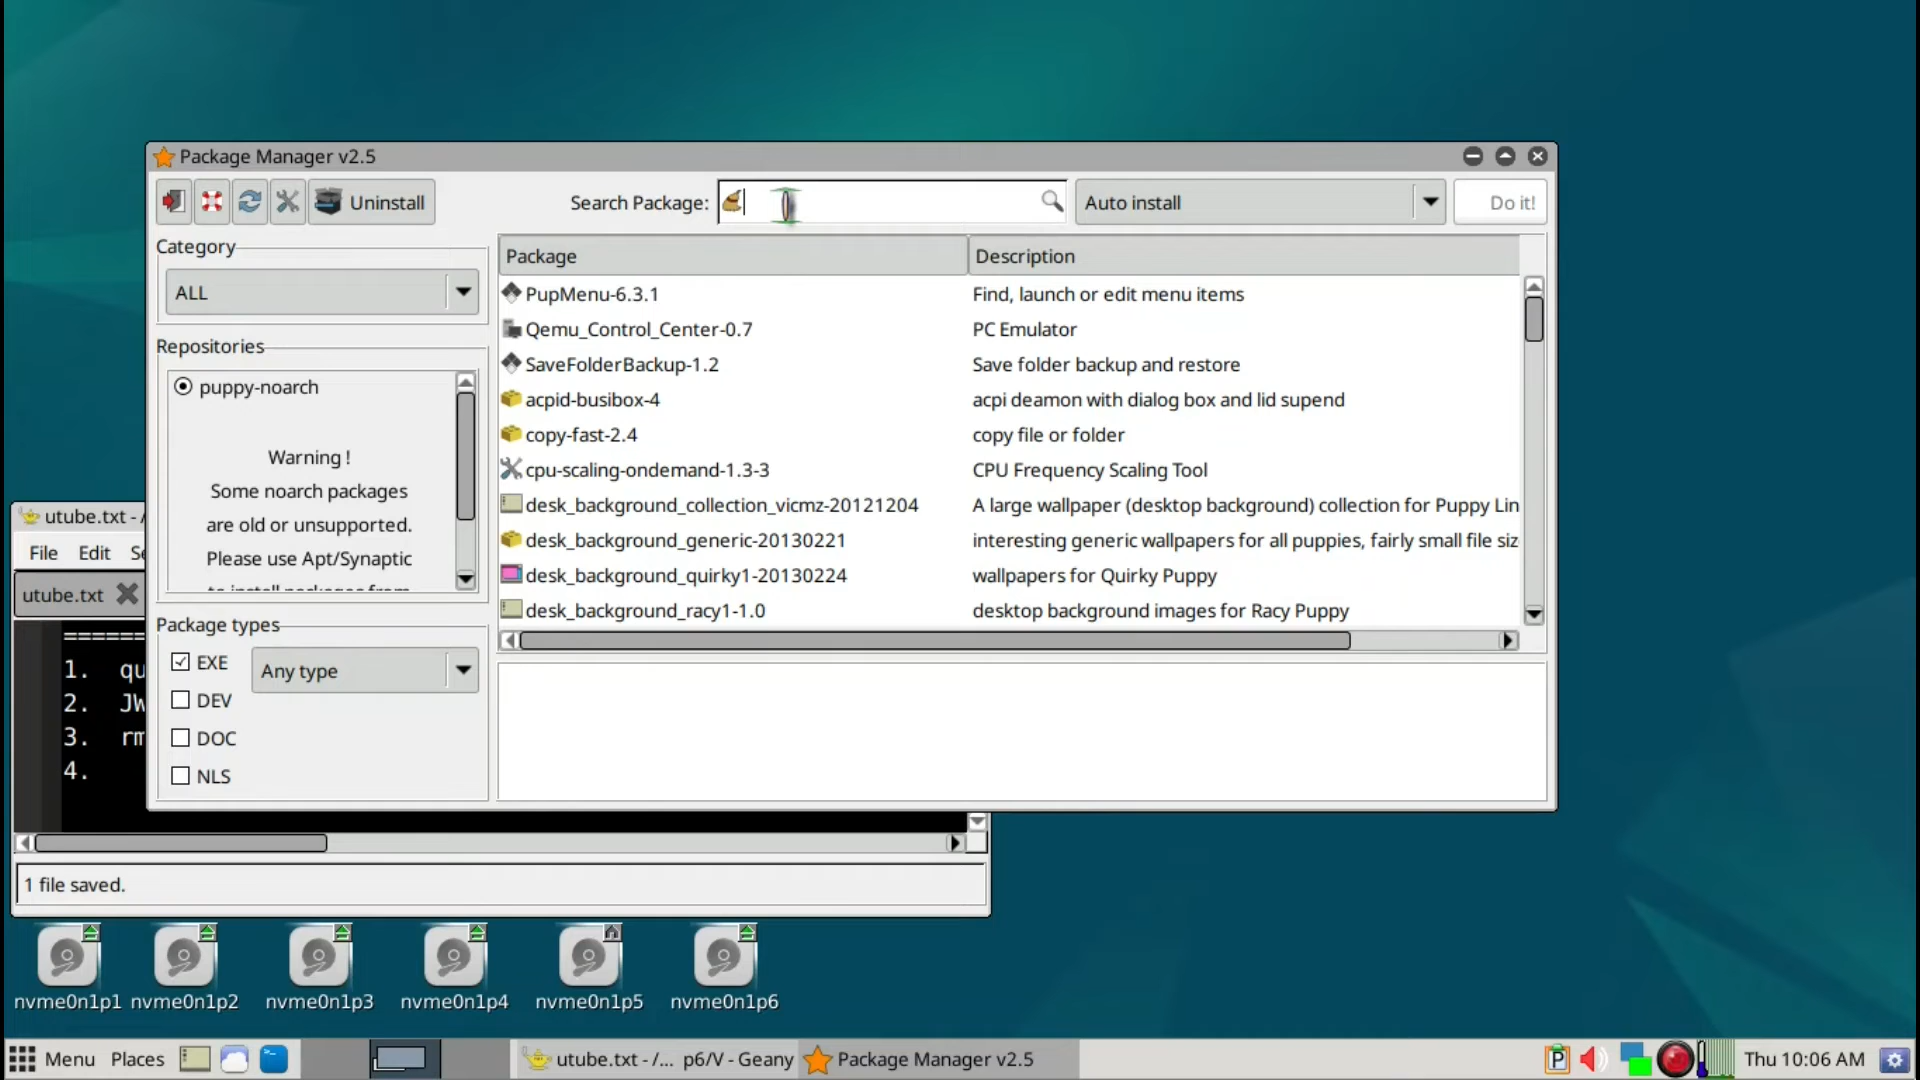 Package Manager v2.5
Uninstall
Search Package:
Auto install
Do it!
Category
ALL
Repositories
puppy-noarch
Warning !
Some noarch packages
are old or unsupported.
Please use Apt/Synaptic
to install packages from
Package types
EXE
Any type
DEV
DOC
NLS
Package Description
PupMenu-6.3.1 Find, launch or edit menu items
Qemu_Control_Center-0.7 PC Emulator
SaveFolderBackup-1.2 Save folder backup and restore
acpid-busibox-4 acpi deamon with dialog box and lid supend
copy-fast-2.4 copy file or folder
cpu-scaling-ondemand-1.3-3 CPU Frequency Scaling Tool
desk_background_collection_vicmz-20121204 A large wallpaper (desktop background) collection for Puppy Lin
desk_background_generic-20130221 interesting generic wallpapers for all puppies, fairly small file siz
desk_background_quirky1-20130224 wallpapers for Quirky Puppy
desk_background_racy1-1.0 desktop background images for Racy Puppy
utube.txt - /
File Edit Se
utube.txt
=======
1. qu
2. JW
3. rm
4.
1 file saved.
nvme0n1p1 nvme0n1p2 nvme0n1p3 nvme0n1p4 nvme0n1p5 nvme0n1p6
Menu Places utube.txt - /... p6/V - Geany Package Manager v2.5 P Thu 10:06 AM